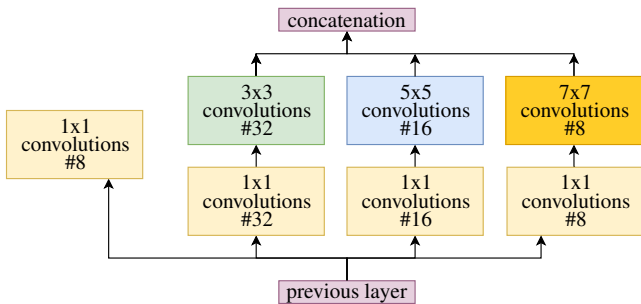 concatenation
3x3
convolutions
#32
5x5
convolutions
#16
7x7
convolutions
#8
1x1
convolutions
#8
1x1
convolutions
#32
1x1
convolutions
#16
1x1
convolutions
#8
previous layer